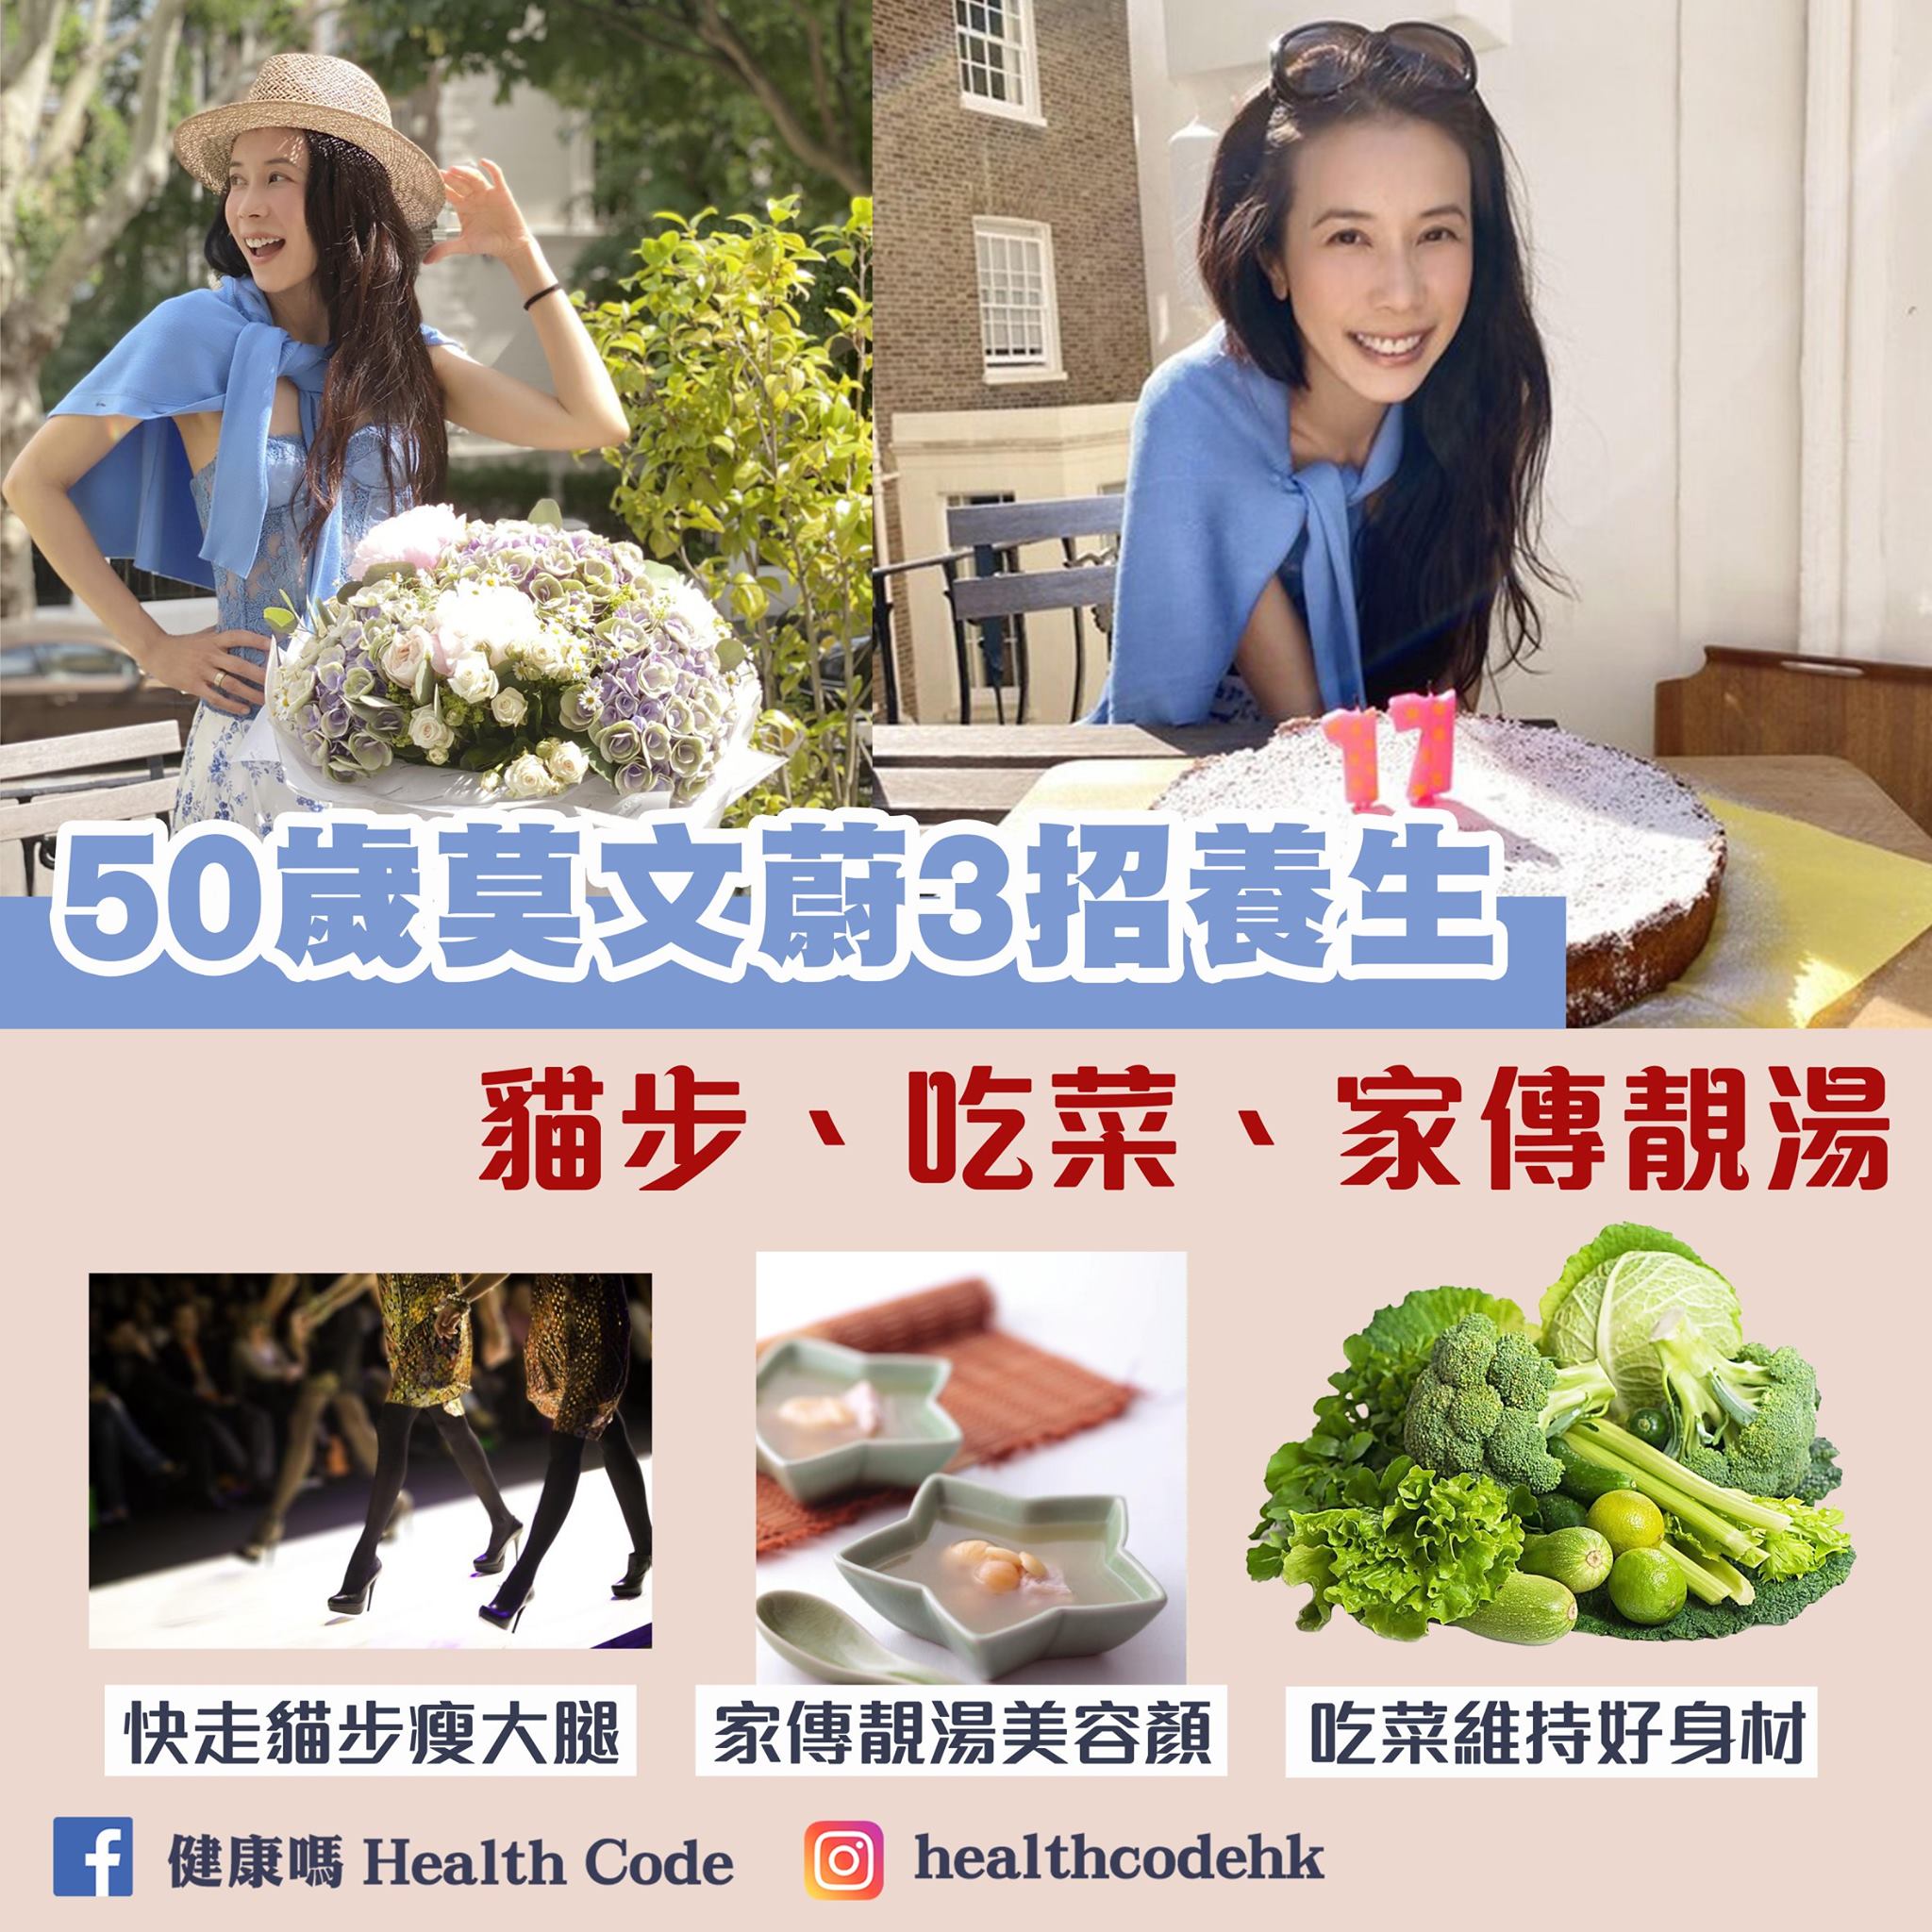 17
50歲莫文蔚3招養生
貓步、吃菜、家傳靚湯
快走貓步瘦大腿
家傳靚湯美容顏
吃菜維持好身材
健康嗎 Health Code
healthcodehk